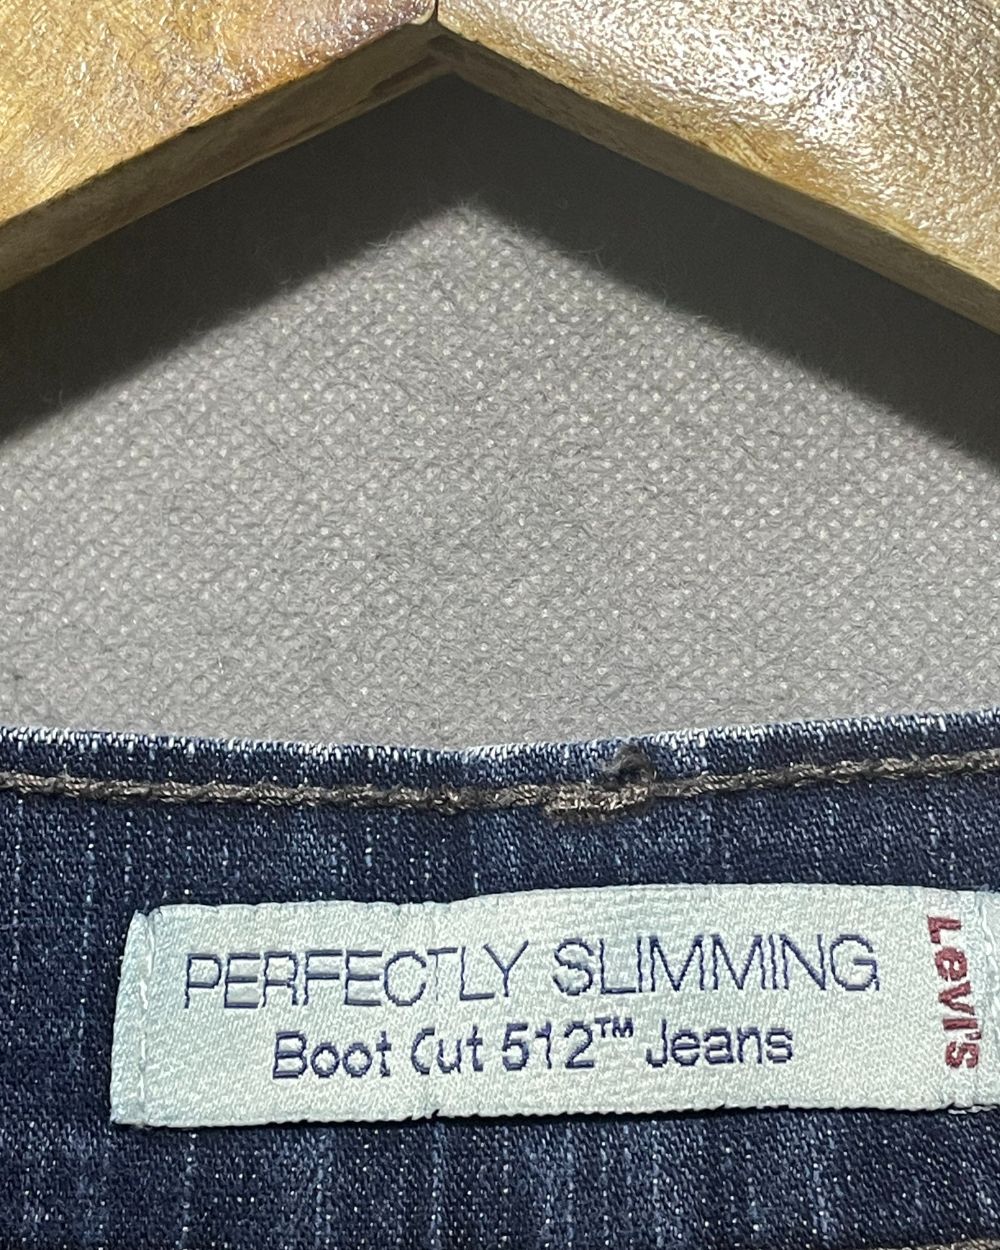 PERFECTLY SLIMMING
Boot Cut 512™ Jeans
Levi's